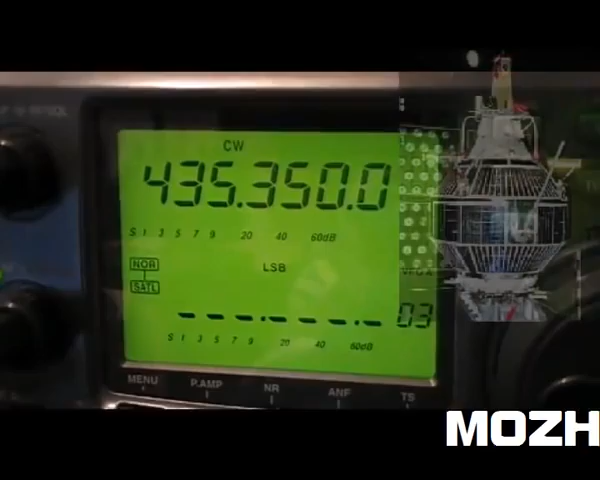 CW
435.350.0
S 1 3 5 7 9 20 40 60dB
NOR
LSB
SATL
03
S 1 3 5 7 9 20 40 60dB
MENU P.AMP NR ANF TS
MOZH